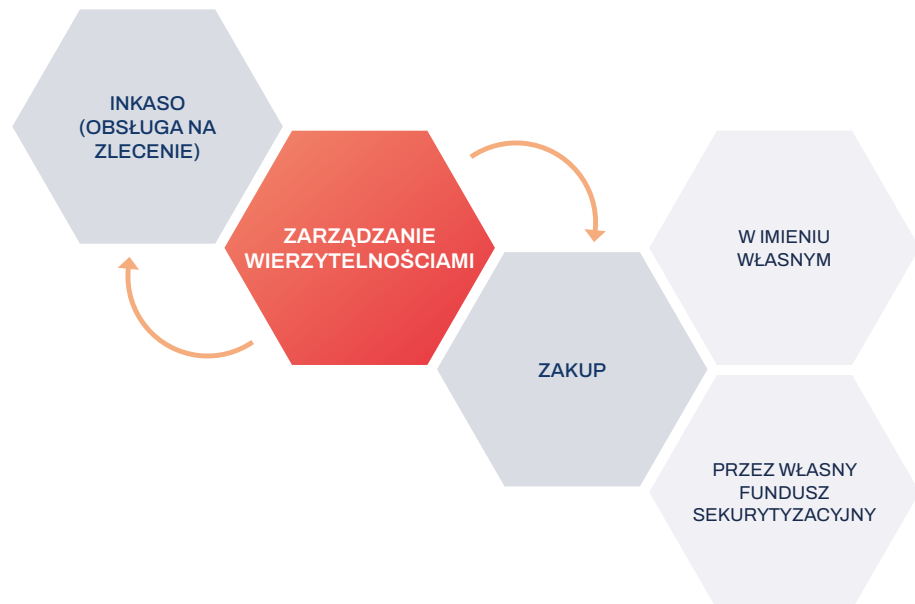 INKASO
(OBSŁUGA NA
ZLECENIE)
ZARZĄDZANIE
WIERZYTELNOŚCIAMI
W IMIENIU
WŁASNYM
ZAKUP
PRZEZ WŁASNY
FUNDUSZ
SEKURYTYZACYJNY